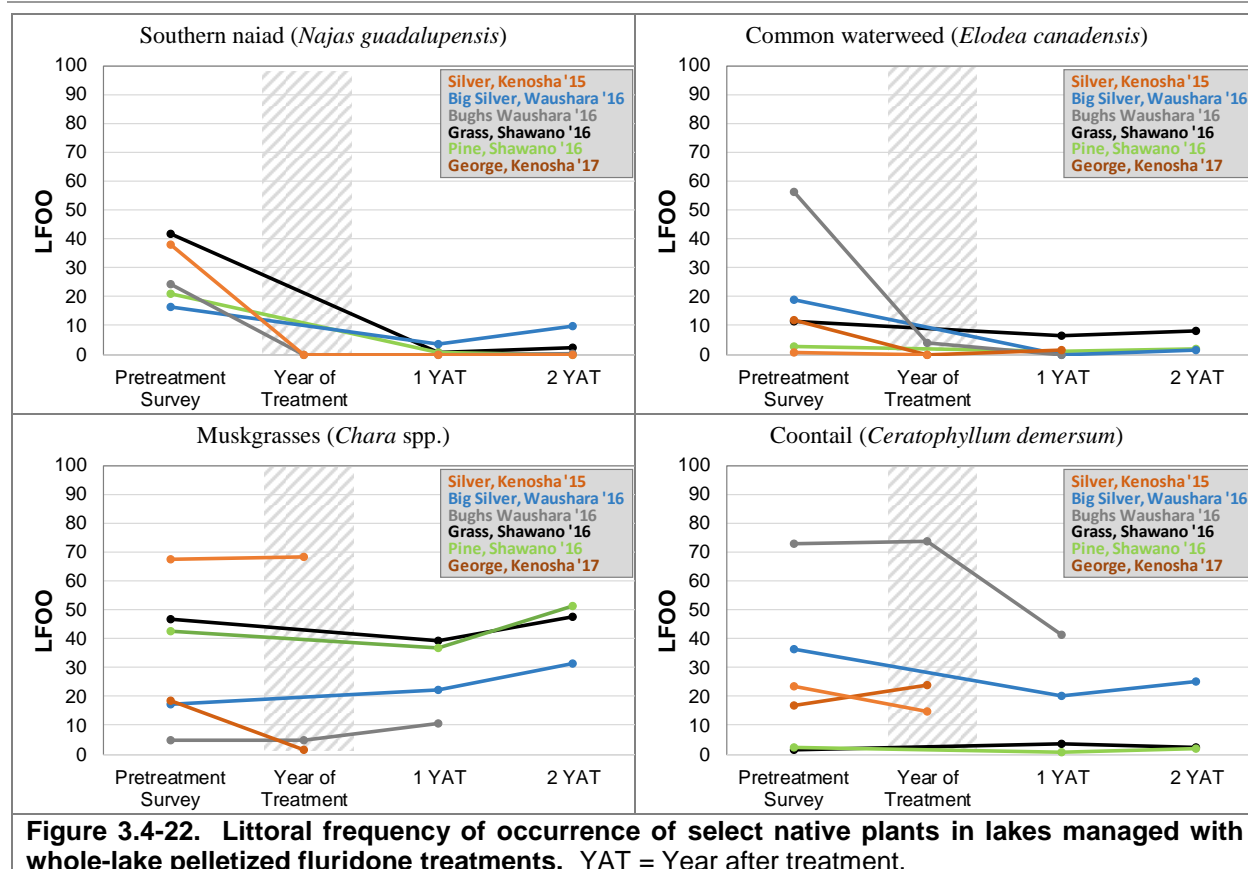 Southern naiad (Najas guadalupensis)
100
90
80
70
60
50
40
30
20
10
0
LFOO
Silver, Kenosha '15
Big Silver, Waushara '16
Bughs Waushara '16
Grass, Shawano '16
Pine, Shawano '16
George, Kenosha '17
Pretreatment Survey
Year of Treatment
1 YAT
2 YAT
Common waterweed (Elodea canadensis)
100
90
80
70
60
50
40
30
20
10
0
LFOO
Silver, Kenosha '15
Big Silver, Waushara '16
Bughs Waushara '16
Grass, Shawano '16
Pine, Shawano '16
George, Kenosha '17
Pretreatment Survey
Year of Treatment
1 YAT
2 YAT
Muskgrasses (Chara spp.)
100
90
80
70
60
50
40
30
20
10
0
LFOO
Silver, Kenosha '15
Big Silver, Waushara '16
Bughs Waushara '16
Grass, Shawano '16
Pine, Shawano '16
George, Kenosha '17
Pretreatment Survey
Year of Treatment
1 YAT
2 YAT
Coontail (Ceratophyllum demersum)
100
90
80
70
60
50
40
30
20
10
0
LFOO
Silver, Kenosha '15
Big Silver, Waushara '16
Bughs Waushara '16
Grass, Shawano '16
Pine, Shawano '16
George, Kenosha '17
Pretreatment Survey
Year of Treatment
1 YAT
2 YAT
Figure 3.4-22. Littoral frequency of occurrence of select native plants in lakes managed with
whole-lake pelletized fluridone treatments. YAT = Year after treatment.